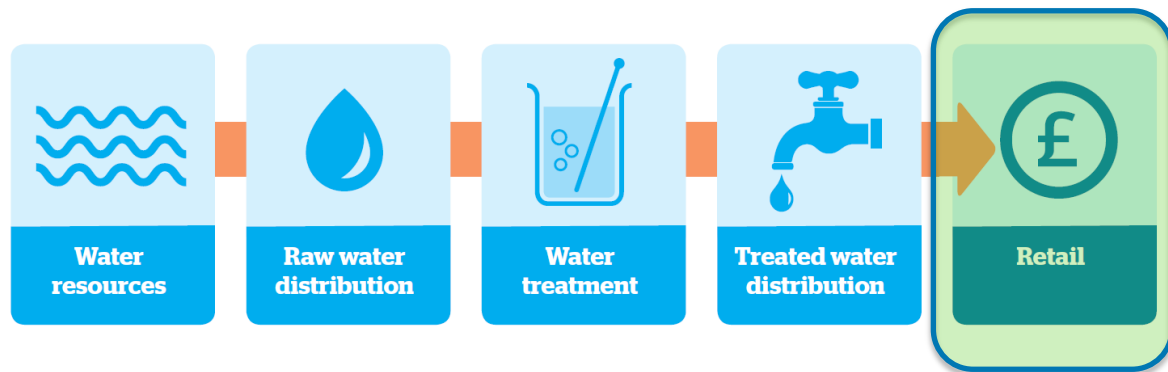 £
Water
resources
Raw water
distribution
Water
treatment
Treated water
distribution
Retail